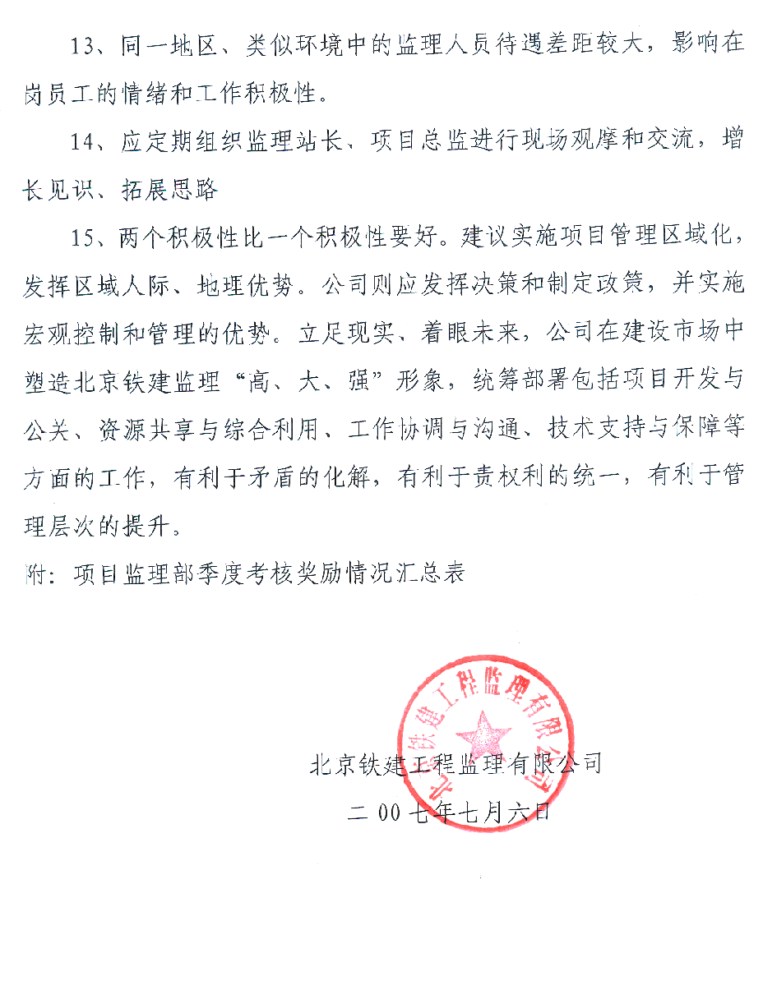 13、同一地区、类似环境中的监理人员待遇差距较大，影响在
岗员工的情绪和工作积极性。
14、应定期组织监理站长、项目总监进行现场观摩和交流，增
长见识、拓展思路
15、两个积极性比一个积极性要好。建议实施项目管理区域化，
发挥区域人际、地理优势。公司则应发挥决策和制定政策，并实施
宏观控制和管理的优势。立足现实、着眼未来，公司在建设市场中
塑造北京铁建监理“高、大、强”形象，统筹部署包括项目开发与
公关、资源共享与综合利用、工作协调与沟通、技术支持与保障等
方面的工作，有利于矛盾的化解，有利于责权利的统一，有利于管
理层次的提升。
附：项目监理部季度考核奖励情况汇总表
北京铁建工程监理有限公司
北京铁建工程监理有限公司
二00七年七月六日